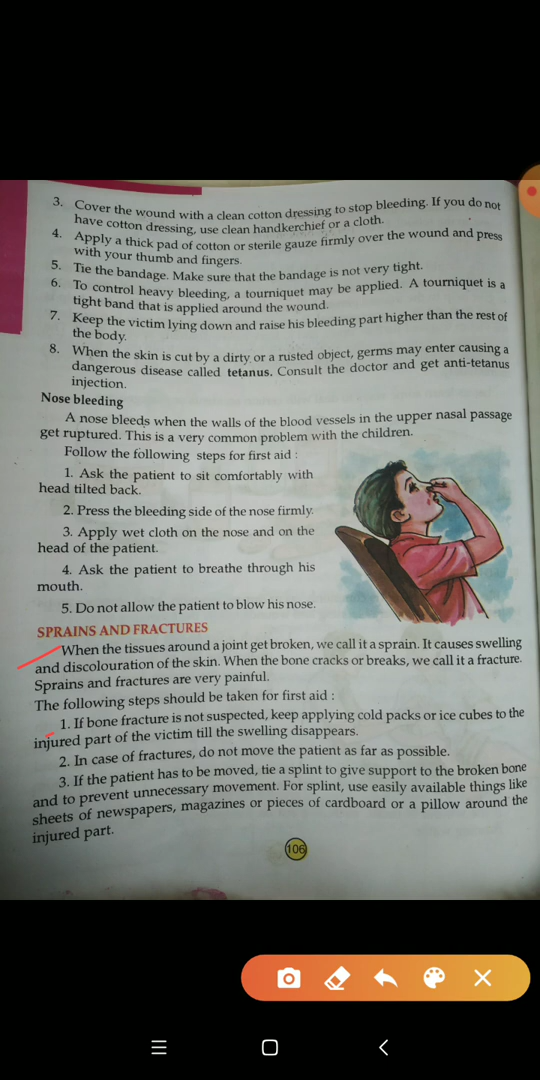 3. Cover the wound with a clean cotton dressing to stop bleeding. If you do not
have cotton dressing, use clean handkerchief or a cloth.
4. Apply a thick pad of cotton or sterile gauze firmly over the wound and press
with your thumb and fingers.
5. Tie the bandage. Make sure that the bandage is not very tight.
6. To control heavy bleeding, a tourniquet may be applied. A tourniquet is a
tight band that is applied around the wound.
7. Keep the victim lying down and raise his bleeding part higher than the rest of
the body.
8. When the skin is cut by a dirty or a rusted object, germs may enter causing a
dangerous disease called tetanus. Consult the doctor and get anti-tetanus
injection.
Nose bleeding
A nose bleeds when the walls of the blood vessels in the upper nasal passage
get ruptured. This is a very common problem with the children.
Follow the following steps for first aid :
1. Ask the patient to sit comfortably with
head tilted back.
2. Press the bleeding side of the nose firmly.
3. Apply wet cloth on the nose and on the
head of the patient.
4. Ask the patient to breathe through his
mouth.
5. Do not allow the patient to blow his nose.
SPRAINS AND FRACTURES
When the tissues around a joint get broken, we call it a sprain. It causes swelling
and discolouration of the skin. When the bone cracks or breaks, we call it a fracture.
Sprains and fractures are very painful.
The following steps should be taken for first aid :
1. If bone fracture is not suspected, keep applying cold packs or ice cubes to the
injured part of the victim till the swelling disappears.
2. In case of fractures, do not move the patient as far as possible.
3. If the patient has to be moved, tie a splint to give support to the broken bone
and to prevent unnecessary movement. For splint, use easily available things like
sheets of newspapers, magazines or pieces of cardboard or a pillow around the
injured part.
106